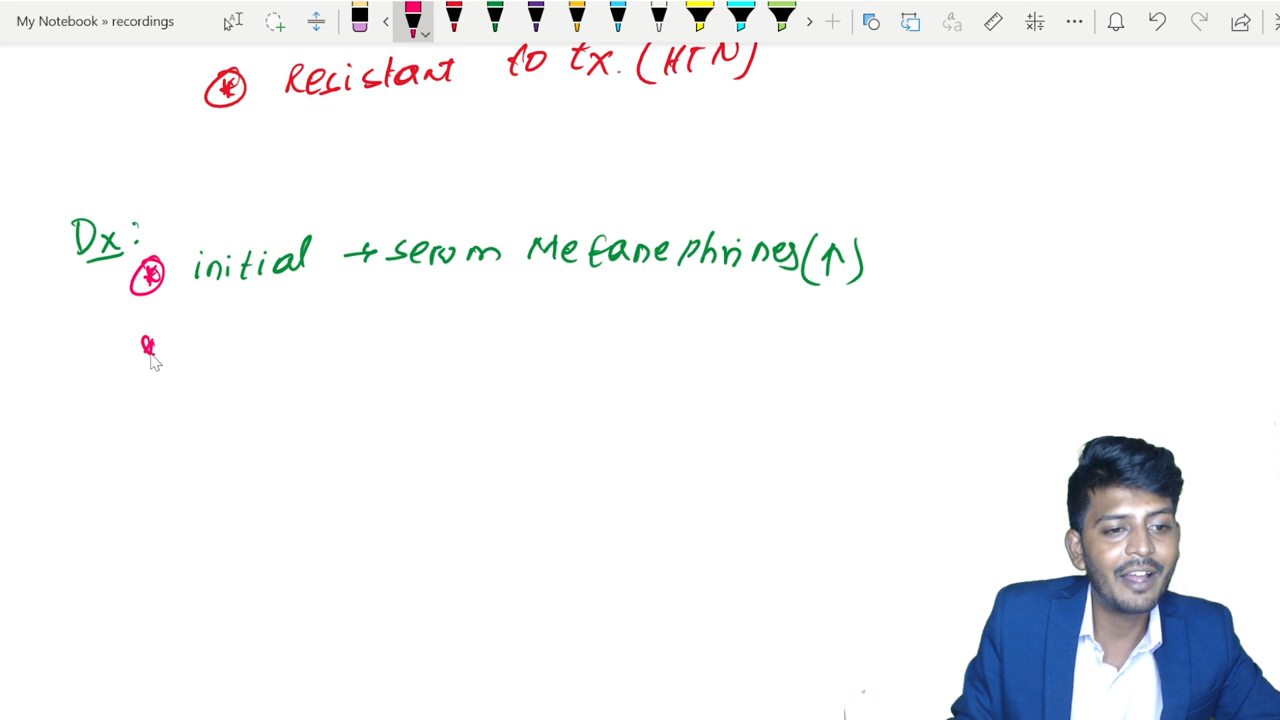 My Notebook » recordings
Resistant to tx. (HTN)
Dx:
initial → serum Metanephrines (↑)